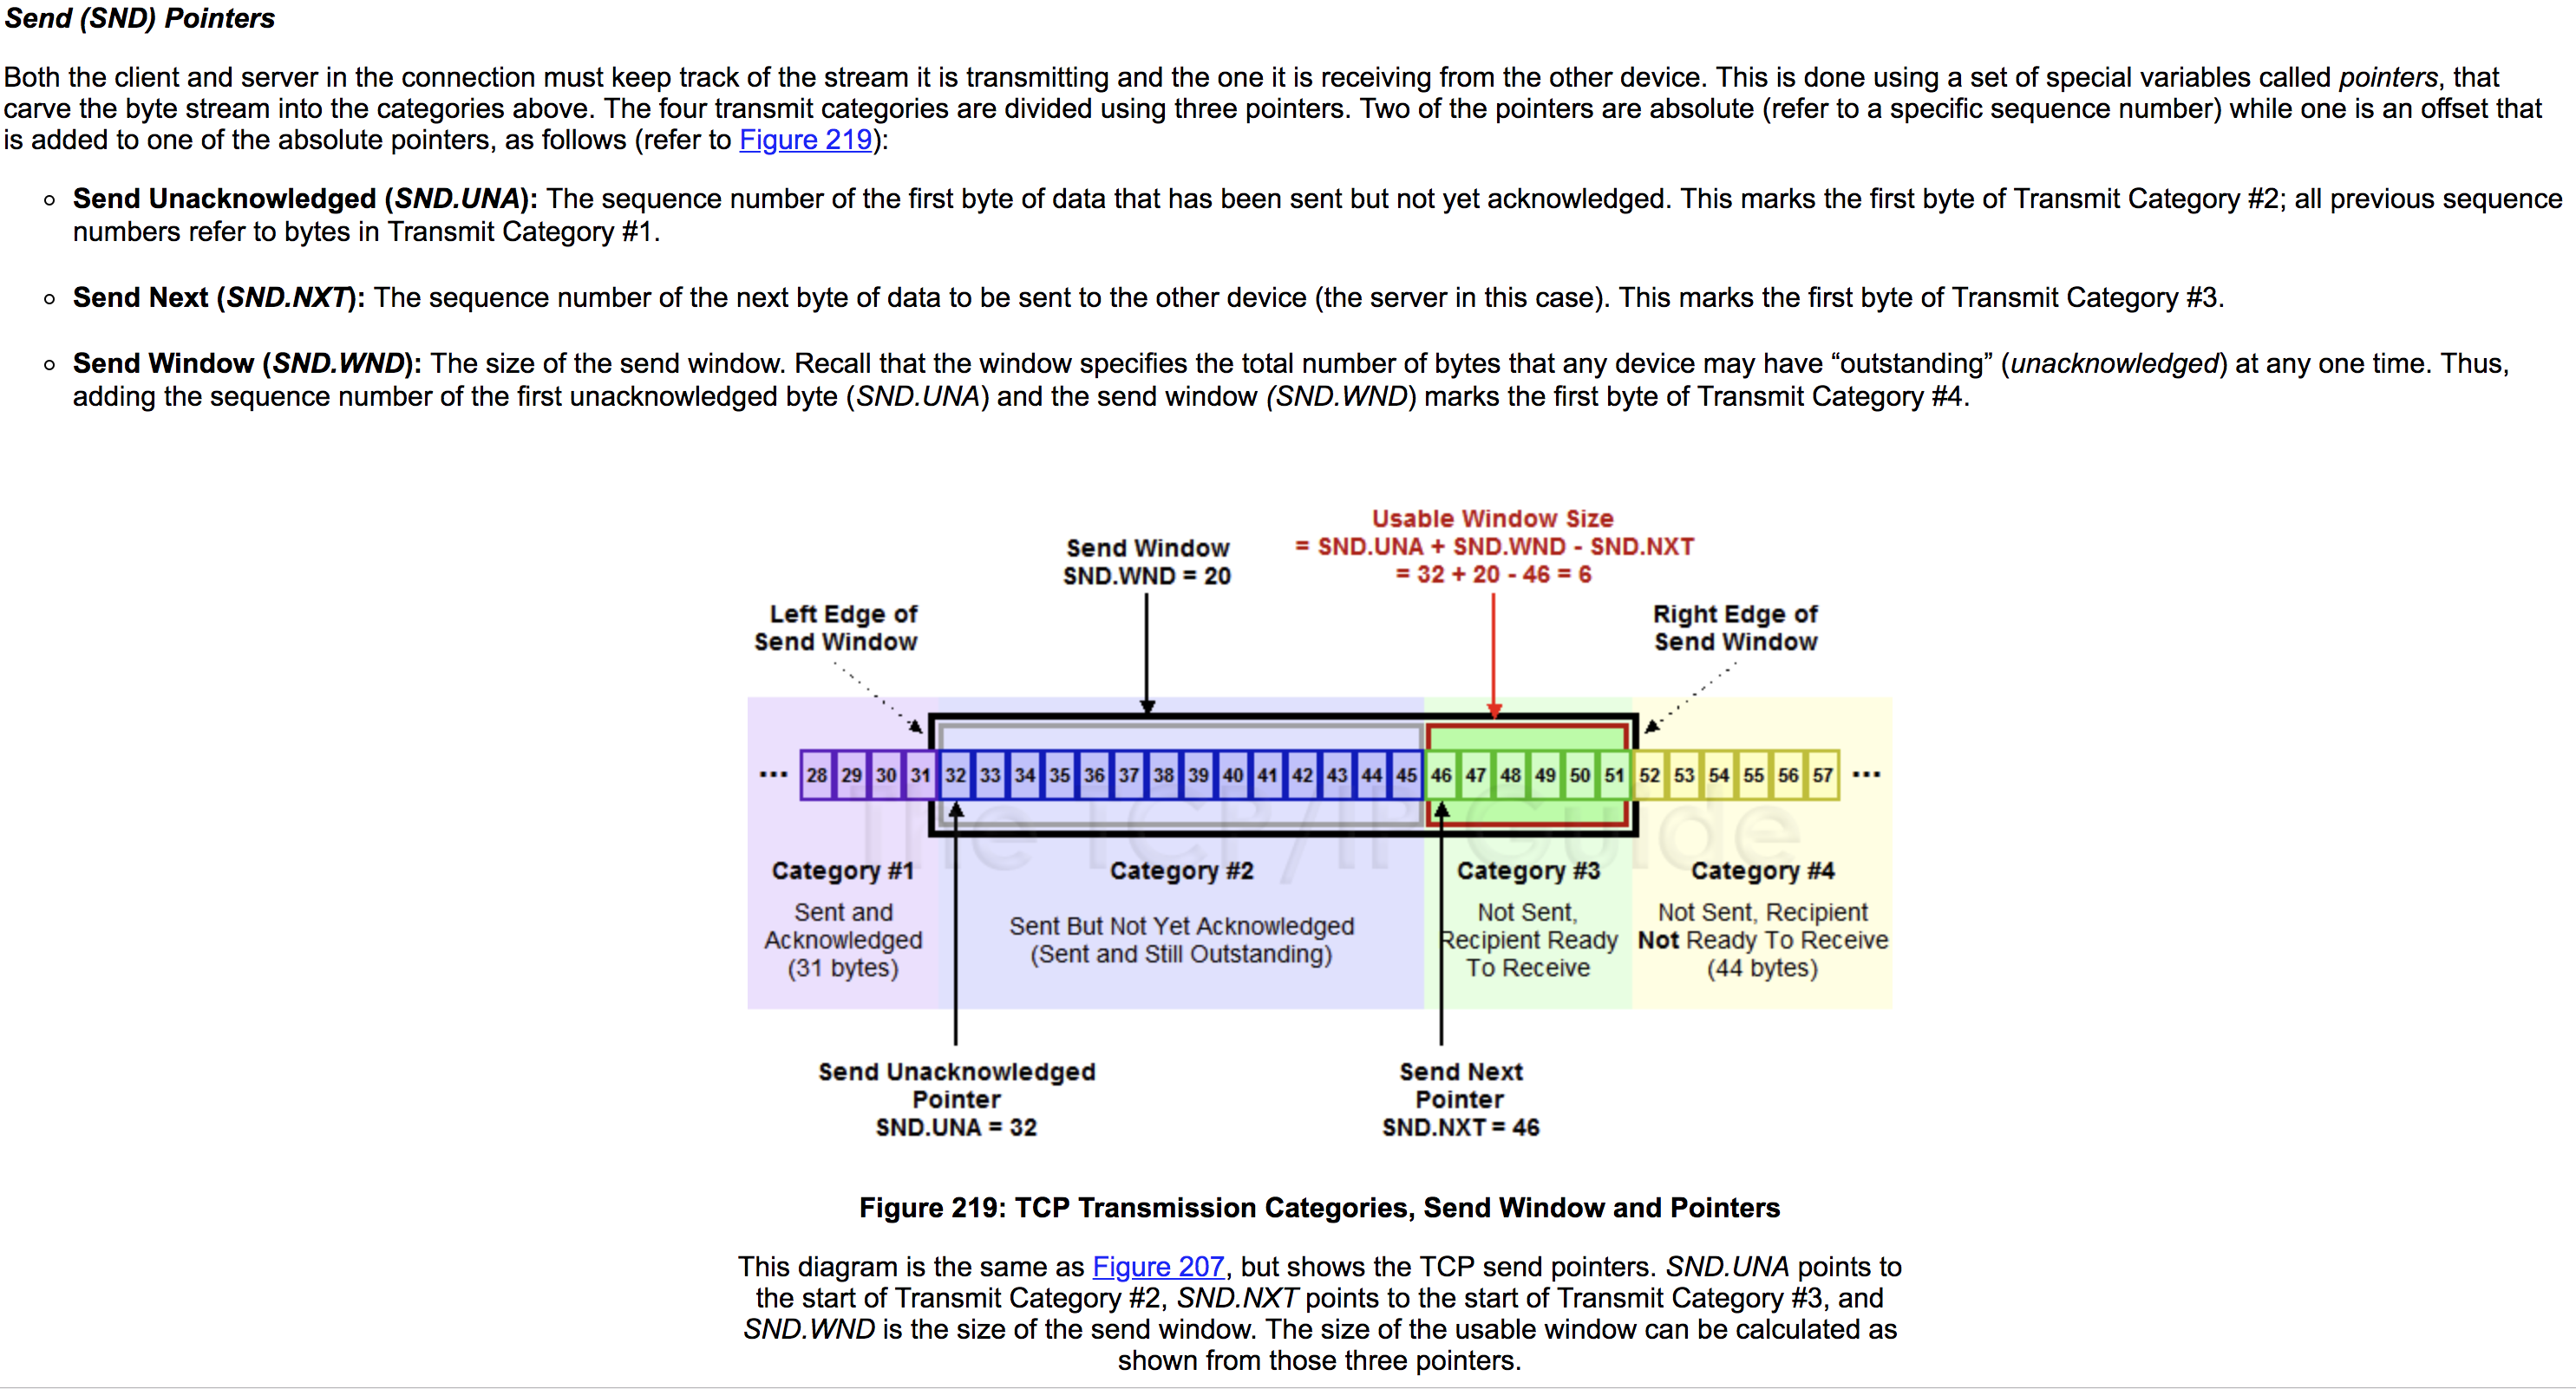 Send (SND) Pointers
Both the client and server in the connection must keep track of the stream it is transmitting and the one it is receiving from the other device. This is done using a set of special variables called pointers, that
carve the byte stream into the categories above. The four transmit categories are divided using three pointers. Two of the pointers are absolute (refer to a specific sequence number) while one is an offset that
is added to one of the absolute pointers, as follows (refer to Figure 219):
Send Unacknowledged (SND.UNA): The sequence number of the first byte of data that has been sent but not yet acknowledged. This marks the first byte of Transmit Category #2; all previous sequence
numbers refer to bytes in Transmit Category #1.
Send Next (SND.NXT): The sequence number of the next byte of data to be sent to the other device (the server in this case). This marks the first byte of Transmit Category #3.
Send Window (SND.WND): The size of the send window. Recall that the window specifies the total number of bytes that any device may have “outstanding” (unacknowledged) at any one time. Thus,
adding the sequence number of the first unacknowledged byte (SND.UNA) and the send window (SND.WND) marks the first byte of Transmit Category #4.
Usable Window Size
= SND.UNA + SND.WND - SND.NXT
= 32 + 20 - 46 = 6
Send Window
SND.WND = 20
Left Edge of
Send Window
Right Edge of
Send Window
... 28 29 30 31 32 33 34 35 36 37 38 39 40 41 42 43 44 45 46 47 48 49 50 51 52 53 54 55 56 57 ...
The TCP/IP Guide
Category #1
Sent and
Acknowledged
(31 bytes)
Category #2
Sent But Not Yet Acknowledged
(Sent and Still Outstanding)
Category #3
Not Sent,
Recipient Ready
To Receive
Category #4
Not Sent, Recipient
Not Ready To Receive
(44 bytes)
Send Unacknowledged
Pointer
SND.UNA = 32
Send Next
Pointer
SND.NXT = 46
Figure 219: TCP Transmission Categories, Send Window and Pointers
This diagram is the same as Figure 207, but shows the TCP send pointers. SND.UNA points to
the start of Transmit Category #2, SND.NXT points to the start of Transmit Category #3, and
SND.WND is the size of the send window. The size of the usable window can be calculated as
shown from those three pointers.